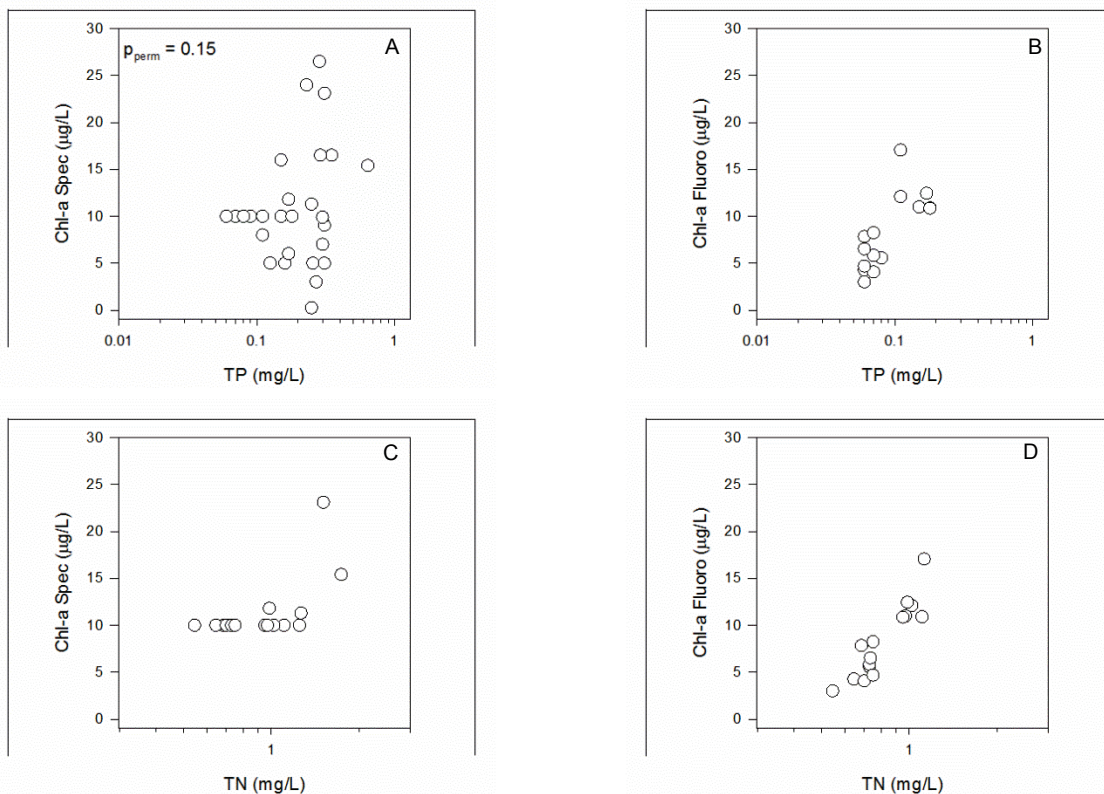 30
25
20
15
10
5
0
Chl-a Spec (µg/L)
p_perm = 0.15
A
0.01
0.1
1
TP (mg/L)
30
25
20
15
10
5
0
Chl-a Fluoro (µg/L)
B
0.01
0.1
1
TP (mg/L)
30
25
20
15
10
5
0
Chl-a Spec (µg/L)
C
1
TN (mg/L)
30
25
20
15
10
5
0
Chl-a Fluoro (µg/L)
D
1
TN (mg/L)